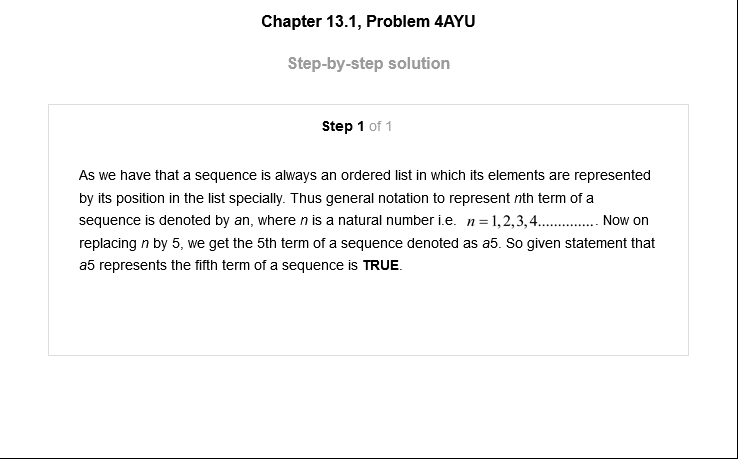 Chapter 13.1, Problem 4AYU
Step-by-step solution
Step 1 of 1
As we have that a sequence is always an ordered list in which its elements are represented
by its position in the list specially. Thus general notation to represent nth term of a
sequence is denoted by an, where n is a natural number i.e. n = 1,2,3,4.............. Now on
replacing n by 5, we get the 5th term of a sequence denoted as a5. So given statement that
a5 represents the fifth term of a sequence is TRUE.